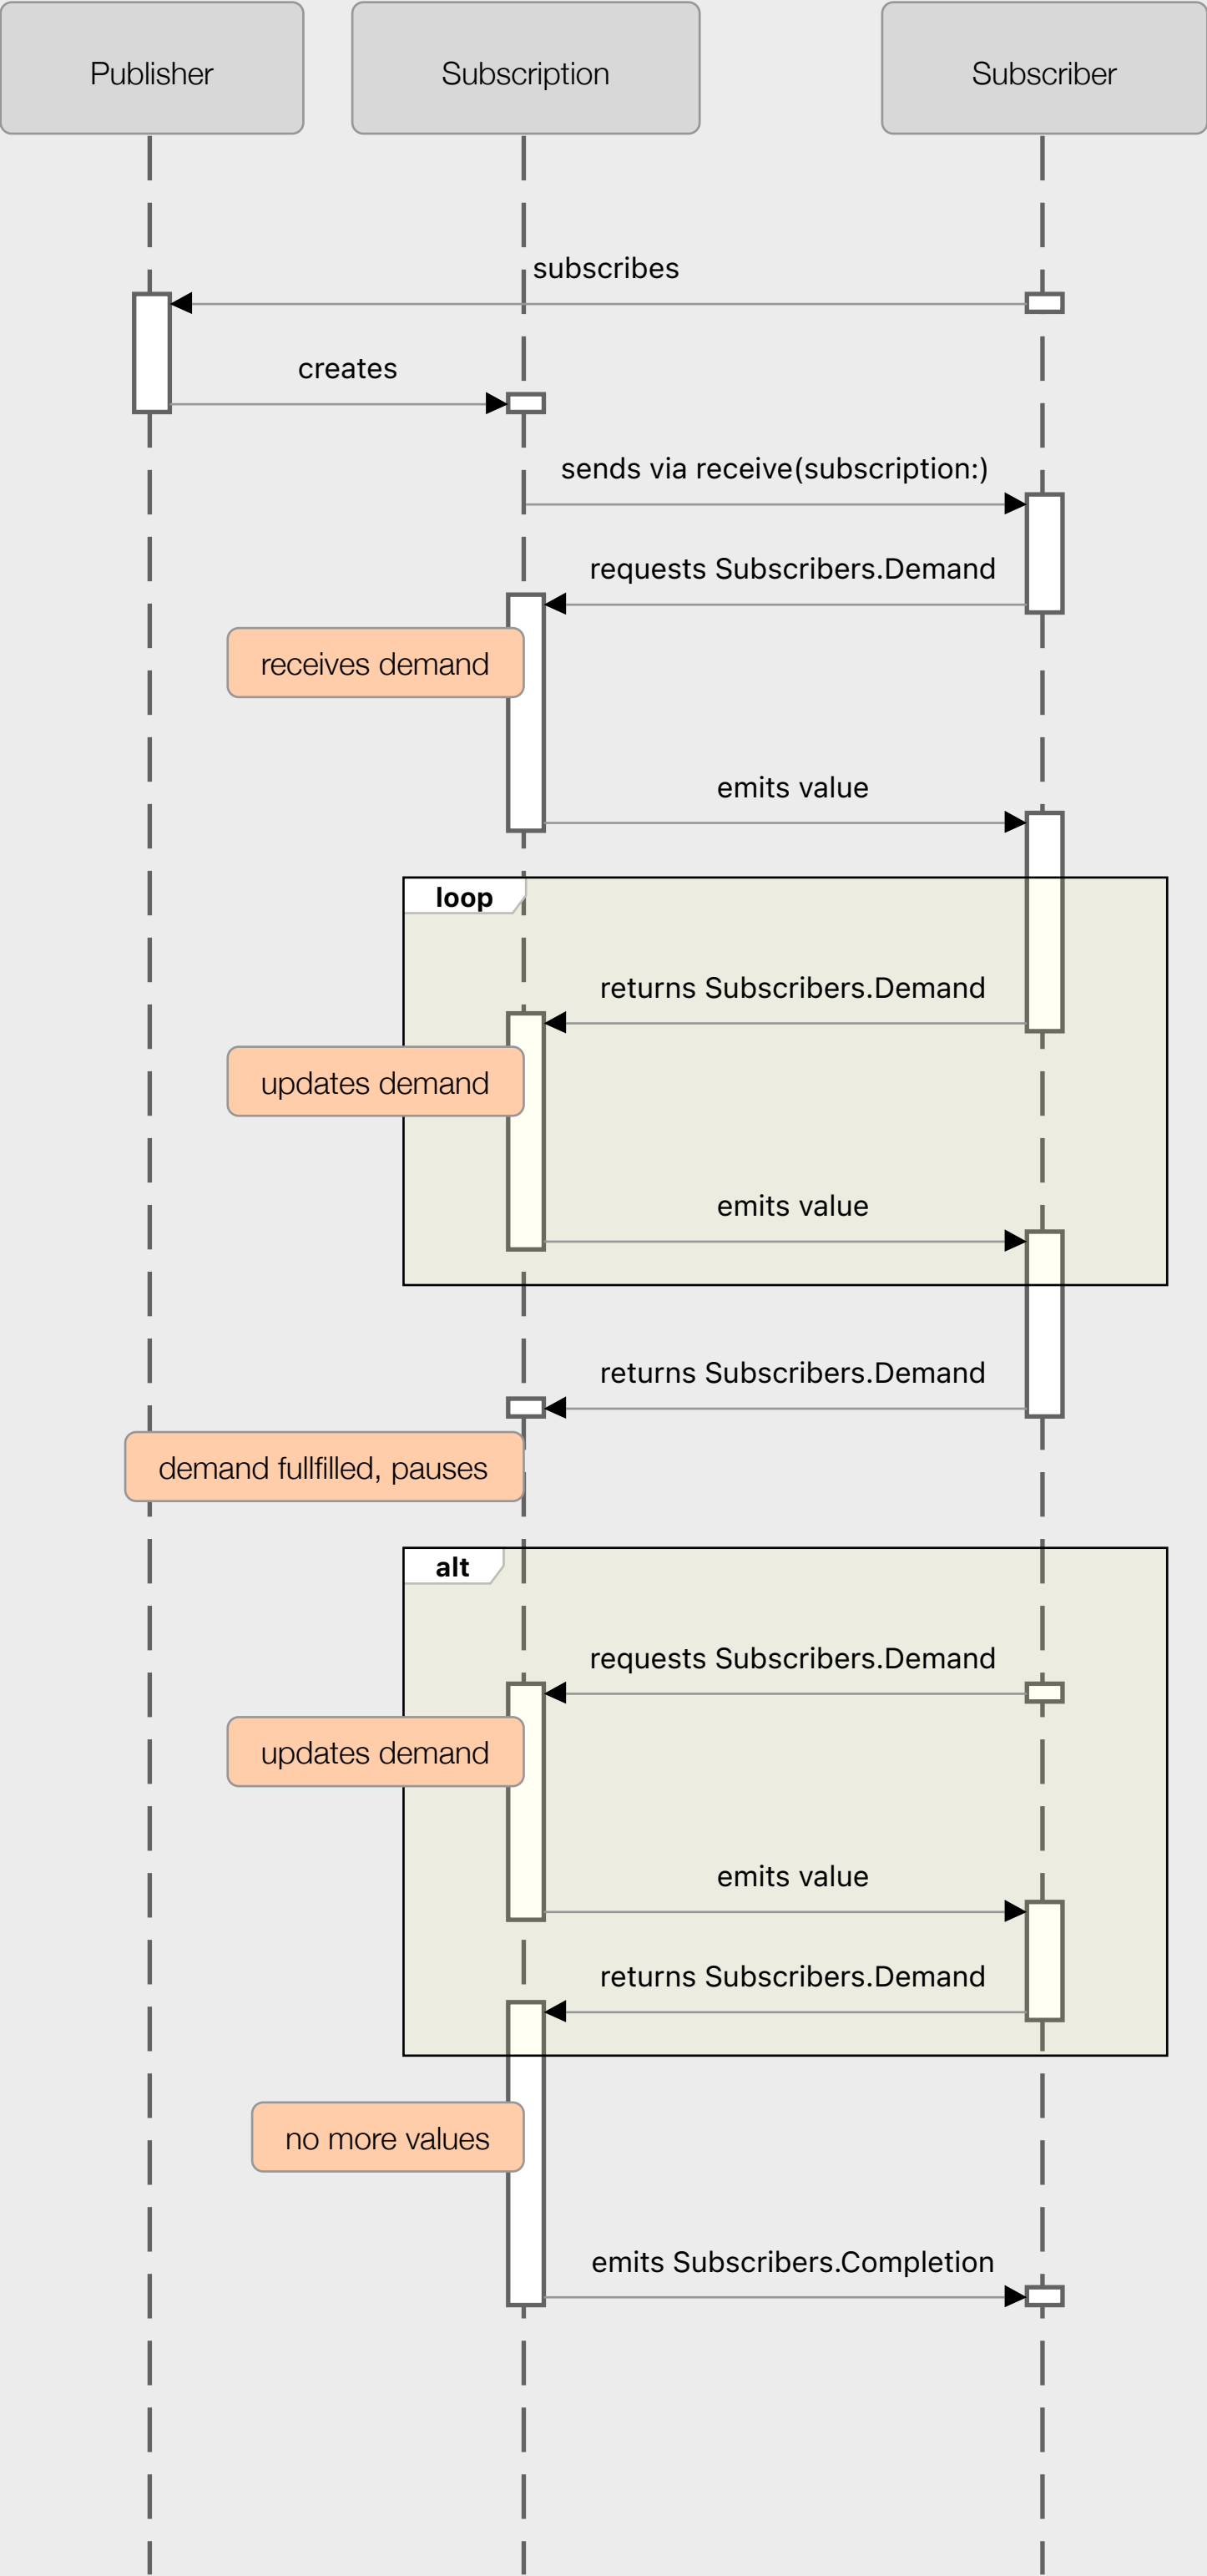 Publisher
Subscription
Subscriber
subscribes
creates
sends via receive(subscription:)
requests Subscribers.Demand
receives demand
emits value
loop
returns Subscribers.Demand
updates demand
emits value
returns Subscribers.Demand
demand fullfilled, pauses
alt
requests Subscribers.Demand
updates demand
emits value
returns Subscribers.Demand
no more values
emits Subscribers.Completion